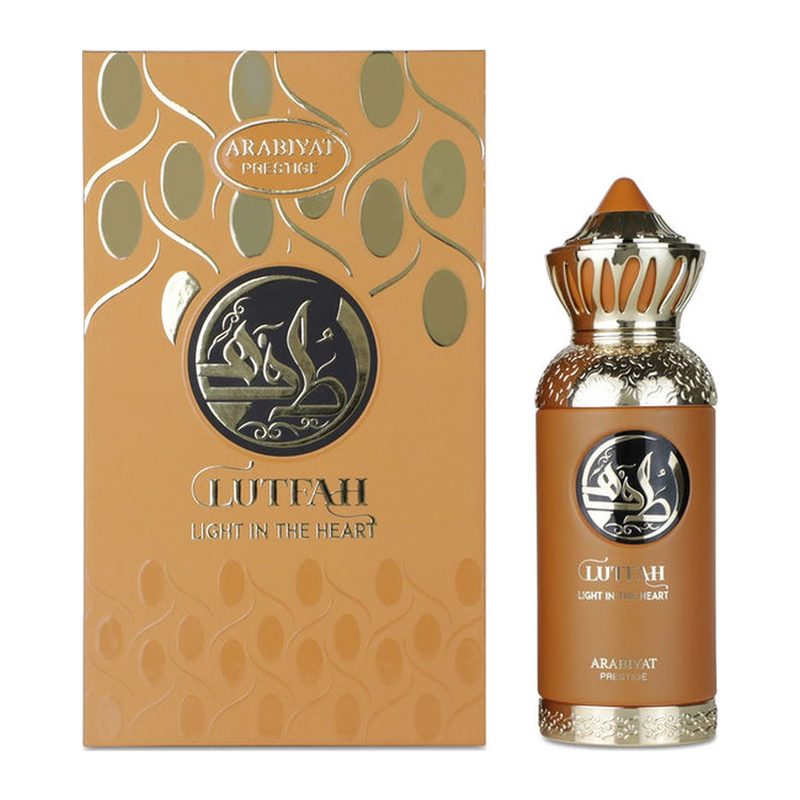 ARABIYAT
PRESTIGE
LUTFAH
LIGHT IN THE HEART
LUTFAH
LIGHT IN THE HEART
ARABIYAT
PRESTIGE